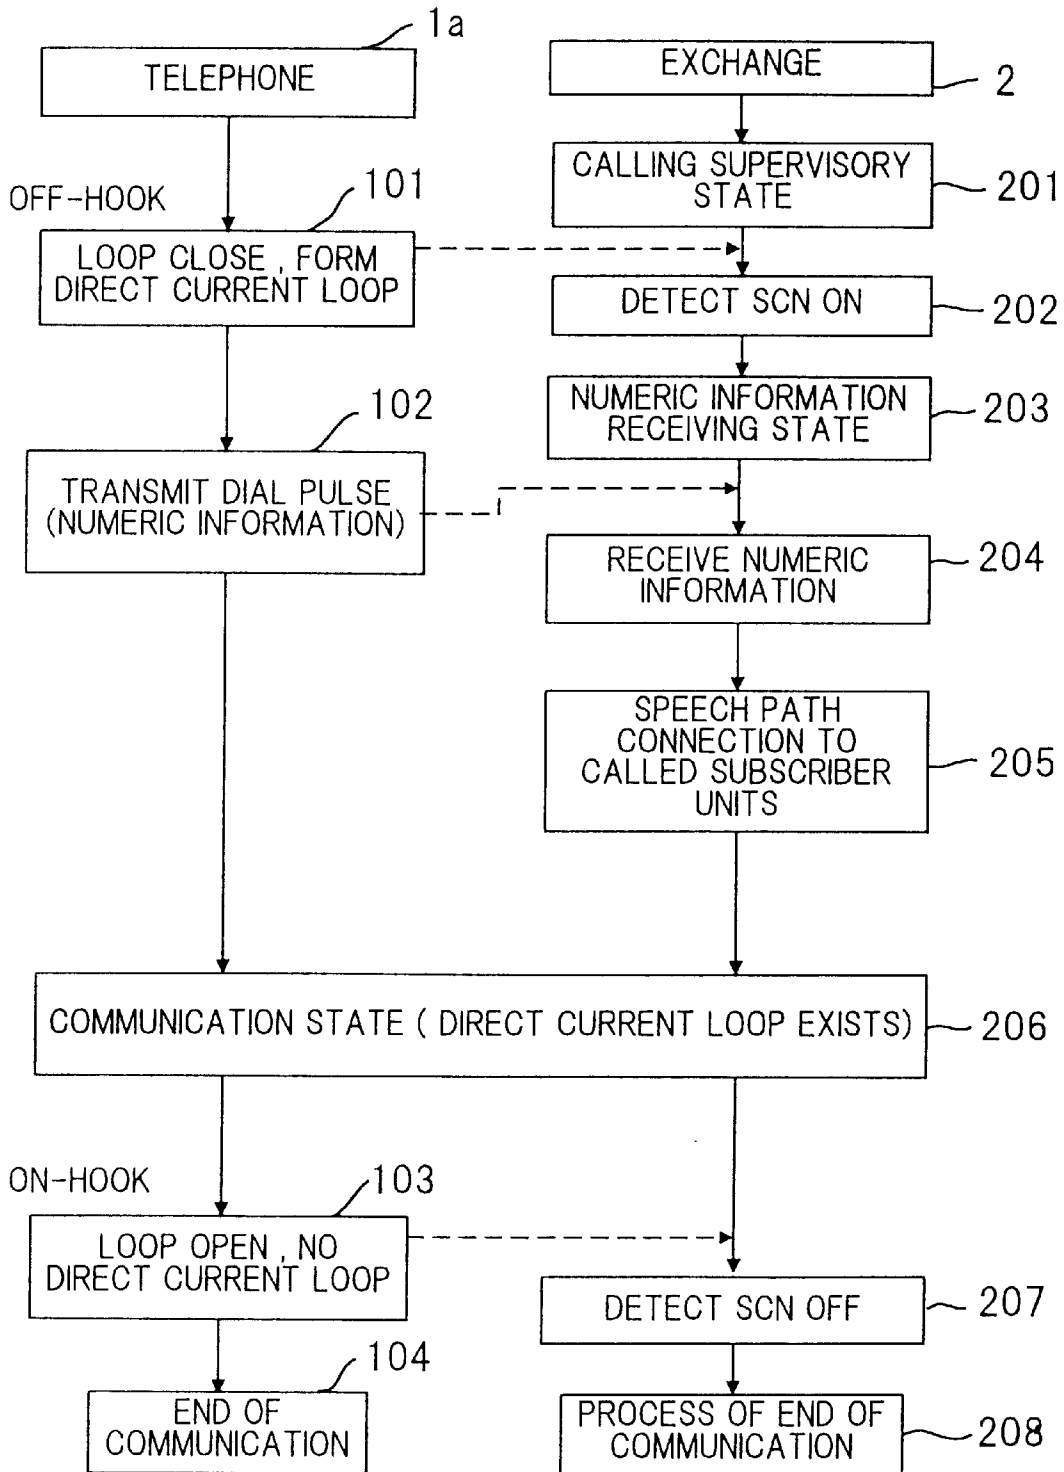 1a
TELEPHONE
EXCHANGE
2
CALLING SUPERVISORY
STATE
201
OFF-HOOK
101
LOOP CLOSE , FORM
DIRECT CURRENT LOOP
DETECT SCN ON
202
NUMERIC INFORMATION
RECEIVING STATE
203
102
TRANSMIT DIAL PULSE
(NUMERIC INFORMATION)
RECEIVE NUMERIC
INFORMATION
204
SPEECH PATH
CONNECTION TO
CALLED SUBSCRIBER
UNITS
205
COMMUNICATION STATE ( DIRECT CURRENT LOOP EXISTS)
206
ON-HOOK
103
LOOP OPEN , NO
DIRECT CURRENT LOOP
DETECT SCN OFF
207
104
END OF
COMMUNICATION
PROCESS OF END OF
COMMUNICATION
208